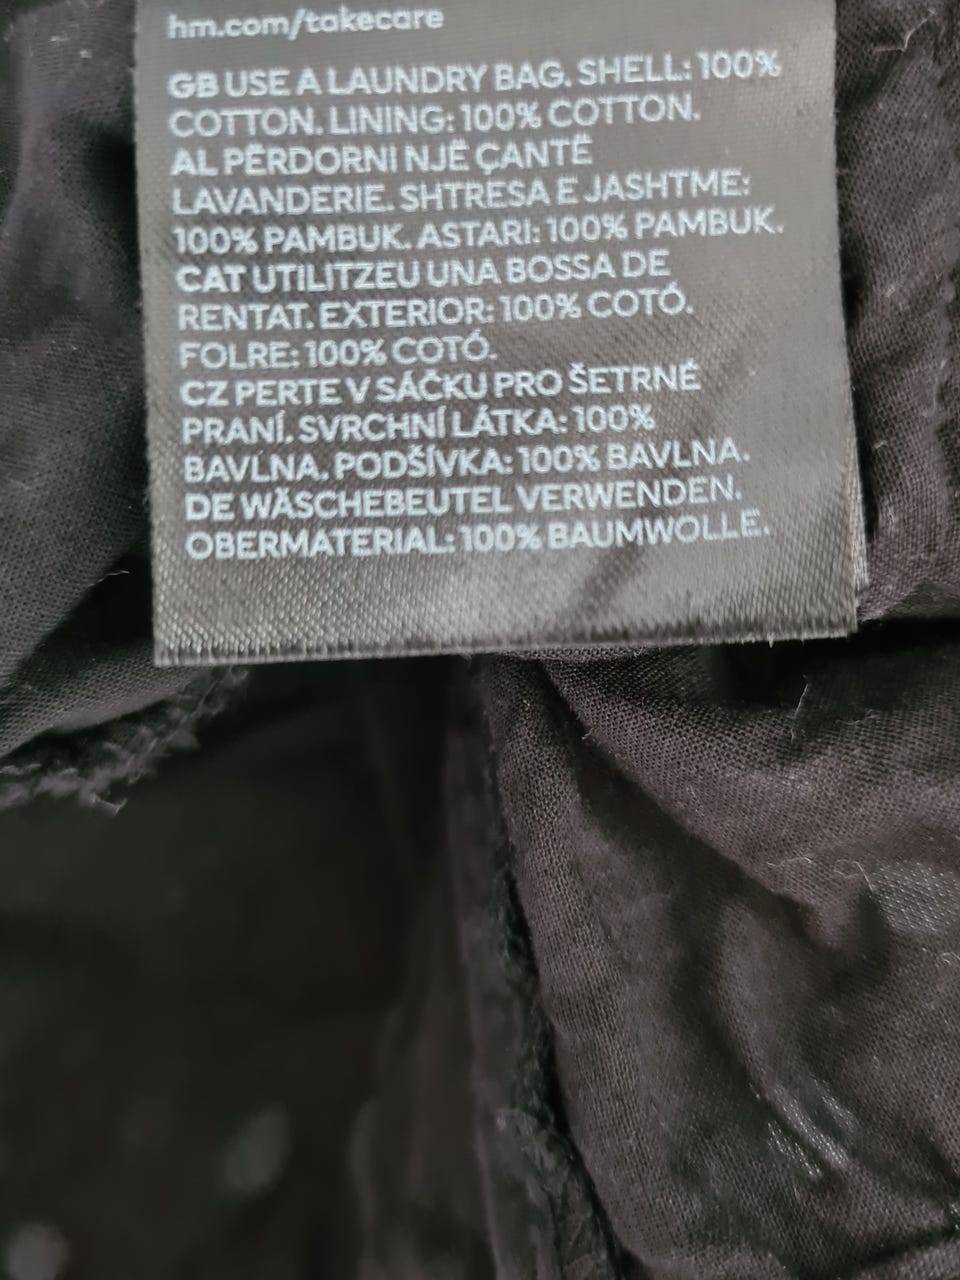 hm.com/takecare
GB USE A LAUNDRY BAG. SHELL: 100%
COTTON. LINING: 100% COTTON.
AL PËRDORNI NJË ÇANTË
LAVANDERIE. SHTRESA E JASHTME:
100% PAMBUK. ASTARI: 100% PAMBUK.
CAT UTILITZEU UNA BOSSA DE
RENTAT. EXTERIOR: 100% COTÓ.
FOLRE: 100% COTÓ.
CZ PERTE V SÁČKU PRO ŠETRNÉ
PRANÍ. SVRCHNÍ LÁTKA: 100%
BAVLNA. PODŠÍVKA: 100% BAVLNA.
DE WÄSCHEBEUTEL VERWENDEN.
OBERMATERIAL: 100% BAUMWOLLE.